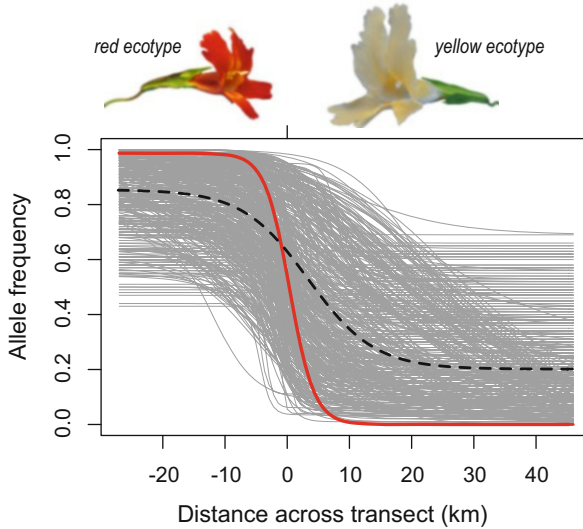 red ecotype
yellow ecotype
Allele frequency
1.0
0.8
0.6
0.4
0.2
0.0
-20 -10 0 10 20 30 40
Distance across transect (km)